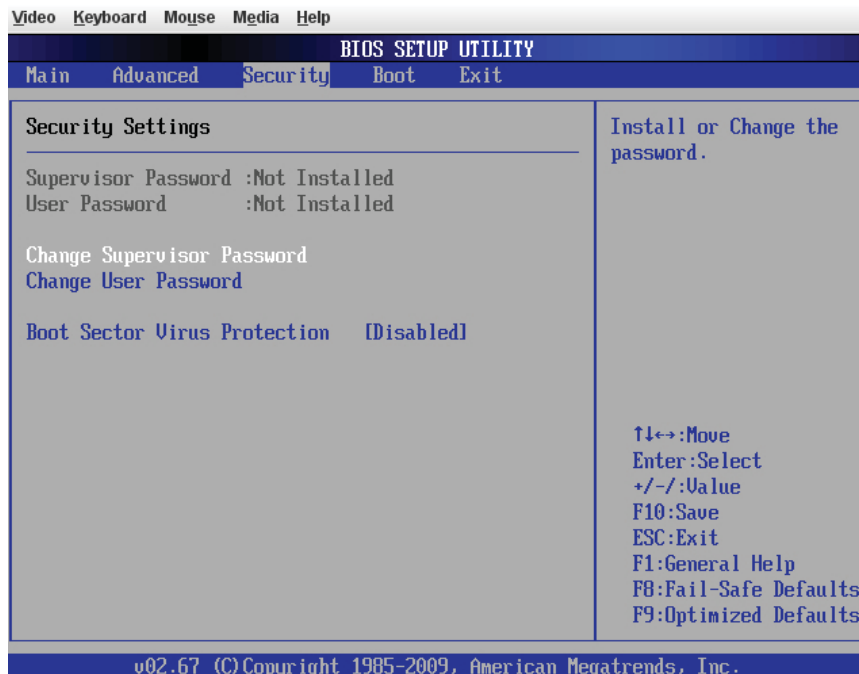 Video Keyboard Mouse Media Help
BIOS SETUP UTILITY
Main Advanced Security Boot Exit
Security Settings
Supervisor Password :Not Installed
User Password :Not Installed
Change Supervisor Password
Change User Password
Boot Sector Virus Protection [Disabled]
Install or Change the
password.
↑↓←→:Move
Enter:Select
+/-/:Value
F10:Save
ESC:Exit
F1:General Help
F8:Fail-Safe Defaults
F9:Optimized Defaults
v02.67 (C)Copyright 1985-2009, American Megatrends, Inc.